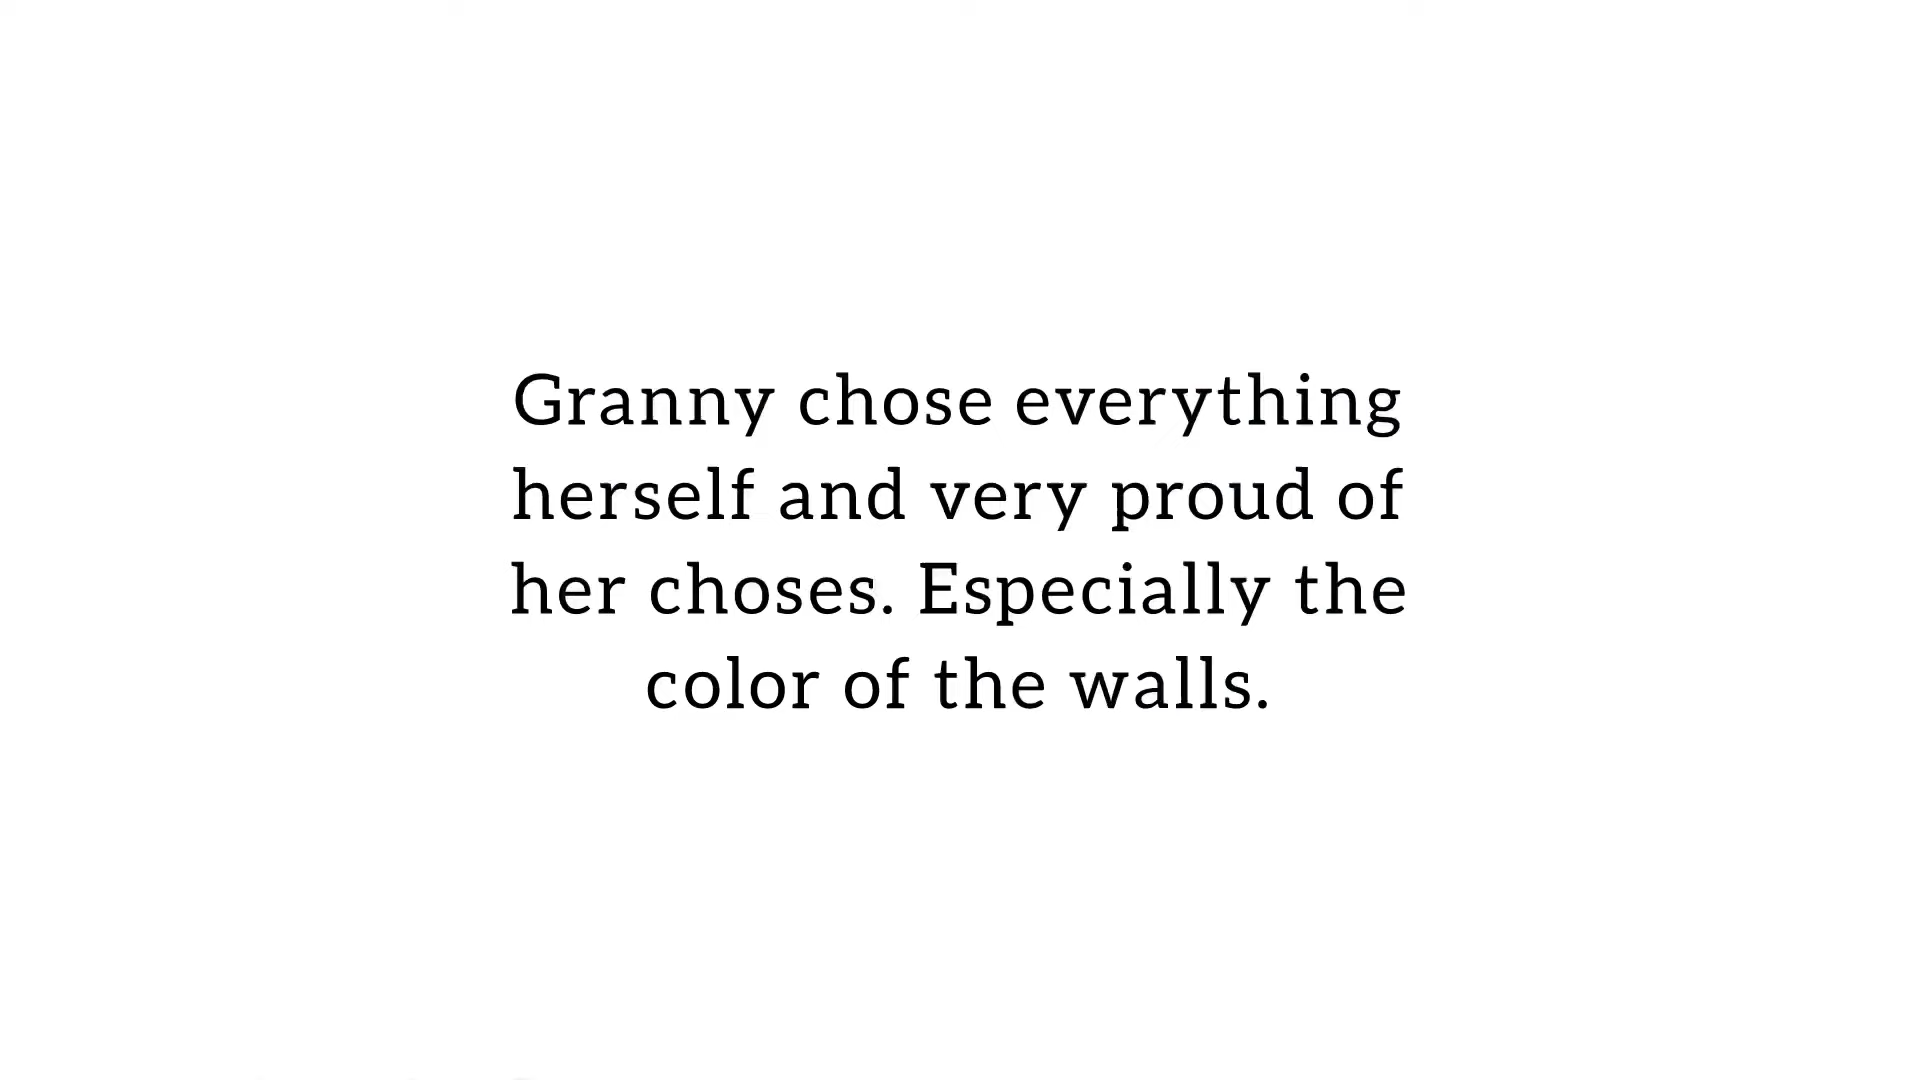 Granny chose everything
herself and very proud of
her choses. Especially the
color of the walls.